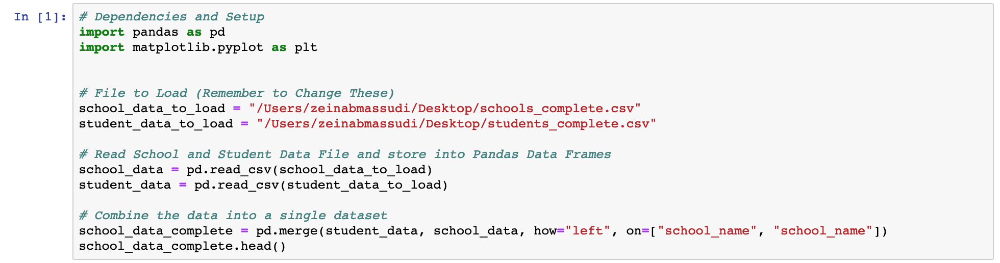 In [1]:
# Dependencies and Setup
import pandas as pd
import matplotlib.pyplot as plt
# File to Load (Remember to Change These)
school_data_to_load = "/Users/zeinabmassudi/Desktop/schools_complete.csv"
student_data_to_load = "/Users/zeinabmassudi/Desktop/students_complete.csv"
# Read School and Student Data File and store into Pandas Data Frames
school_data = pd.read_csv(school_data_to_load)
student_data = pd.read_csv(student_data_to_load)
# Combine the data into a single dataset
school_data_complete = pd.merge(student_data, school_data, how="left", on=["school_name", "school_name"])
school_data_complete.head()